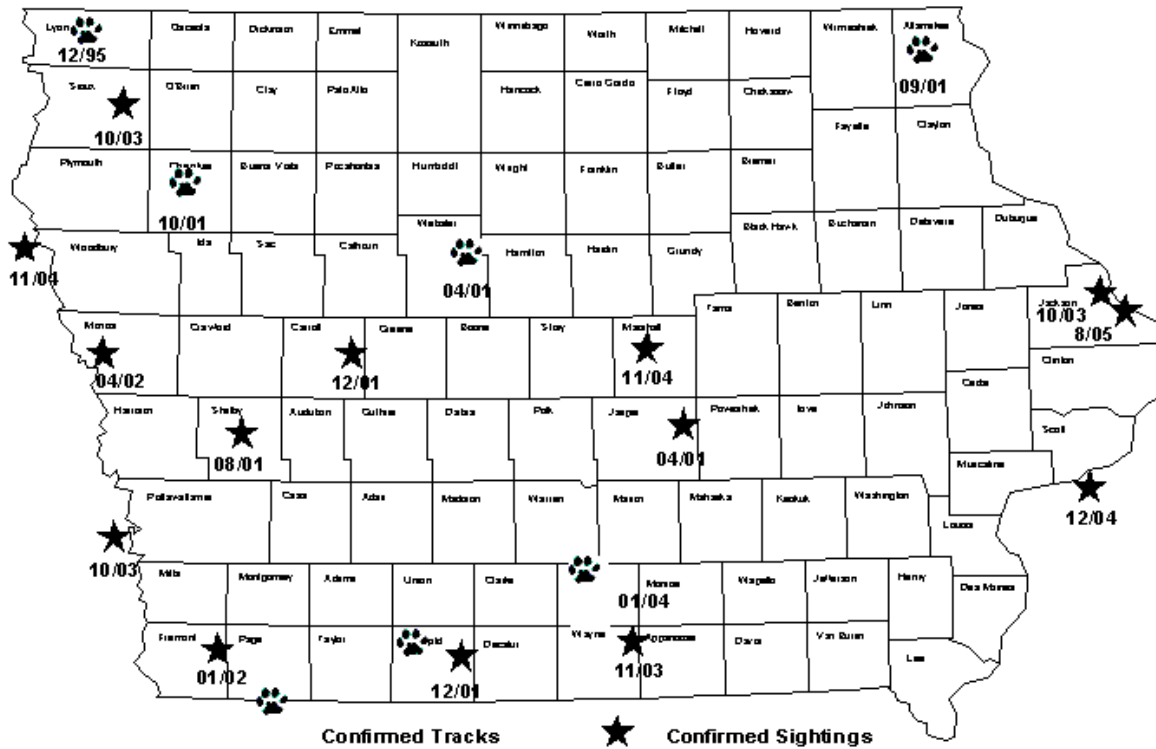 Lyon
Osceola
Dickinson
Emmet
Kossuth
Winnebago
Worth
Mitchell
Howard
Winneshiek
Allamakee
12/95
09/01
Sioux
O'Brien
Clay
Palo Alto
Hancock
Cerro Gordo
Floyd
Chickasaw
10/03
Fayette
Clayton
Plymouth
Cherokee
Buena Vista
Pocahontas
Humboldt
Wright
Franklin
Butler
Bremer
10/01
Webster
Black Hawk
Buchanan
Delaware
Dubuque
Woodbury
Ida
Sac
Calhoun
Hamilton
Hardin
Grundy
11/04
04/01
Tama
Benton
Linn
Jones
Jackson
10/03
8/05
Monona
Crawford
Carroll
Greene
Boone
Story
Marshall
Clinton
04/02
12/01
11/04
Cedar
Harrison
Shelby
Audubon
Guthrie
Dallas
Polk
Jasper
Poweshiek
Iowa
Johnson
Scott
08/01
04/01
Muscatine
Pottawattamie
Cass
Adair
Madison
Warren
Marion
Mahaska
Keokuk
Washington
12/04
Louisa
10/03
Mills
Montgomery
Adams
Union
Clarke
Monroe
Wapello
Jefferson
Henry
Des Moines
01/04
Fremont
Page
Taylor
Decatur
Wayne
Appanoose
Davis
Van Buren
Lee
01/02
12/01
11/03
Confirmed Tracks
Confirmed Sightings